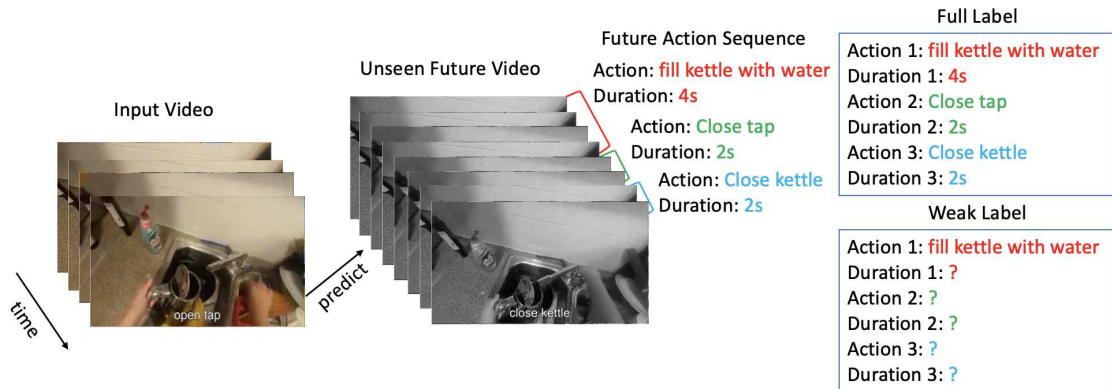 Input Video
time
open tap
predict
Unseen Future Video
close kettle
Future Action Sequence
Action: fill kettle with water
Duration: 4s
Action: Close tap
Duration: 2s
Action: Close kettle
Duration: 2s
Full Label
Action 1: fill kettle with water
Duration 1: 4s
Action 2: Close tap
Duration 2: 2s
Action 3: Close kettle
Duration 3: 2s
Weak Label
Action 1: fill kettle with water
Duration 1: ?
Action 2: ?
Duration 2: ?
Action 3: ?
Duration 3: ?